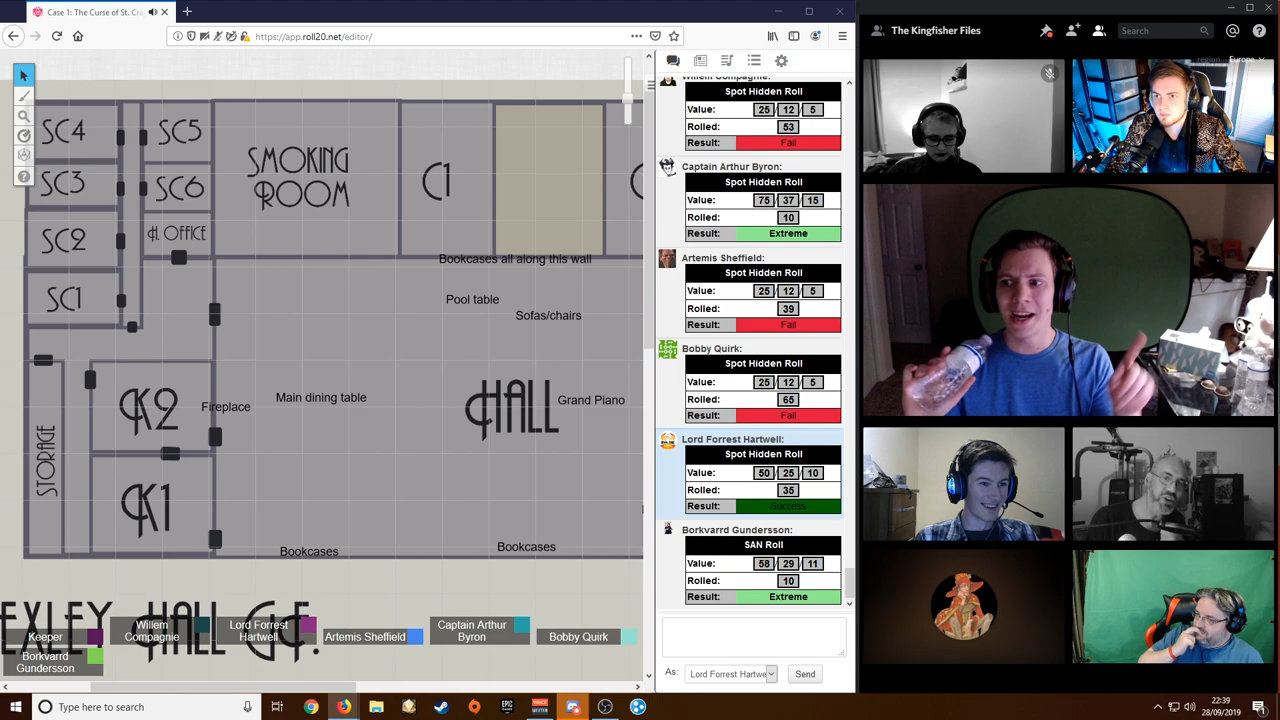 Case 1: The Curse of St. Cra
https://app.roll20.net/editor/
SC4
SC5
SMOKING
ROOM
C1
SC3
SC6
SC2
H. OFFICE
SC1
Bookcases all along this wall
Pool table
Sofas/chairs
K2
Fireplace
Main dining table
HALL
Grand Piano
STORAGE
K1
Bookcases
Bookcases
EXLEY HALL GF.
Keeper
Willem
Compagnie
Lord Forrest
Hartwell
Artemis Sheffield
Captain Arthur
Byron
Bobby Quirk
Borkvarrd
Gundersson
Willem Compagnie:
Spot Hidden Roll
Value: 25 12 5
Rolled: 53
Result: Fail
Captain Arthur Byron:
Spot Hidden Roll
Value: 75 37 15
Rolled: 10
Result: Extreme
Artemis Sheffield:
Spot Hidden Roll
Value: 25 12 5
Rolled: 39
Result: Fail
Bobby Quirk:
Spot Hidden Roll
Value: 25 12 5
Rolled: 65
Result: Fail
Lord Forrest Hartwell:
Spot Hidden Roll
Value: 50 25 10
Rolled: 35
Result: Success
Borkvarrd Gundersson:
SAN Roll
Value: 58 29 11
Rolled: 10
Result: Extreme
As: Lord Forrest Hartwe
Send
The Kingfisher Files
Search
region Europe
Type here to search
22:39
28/09/2019